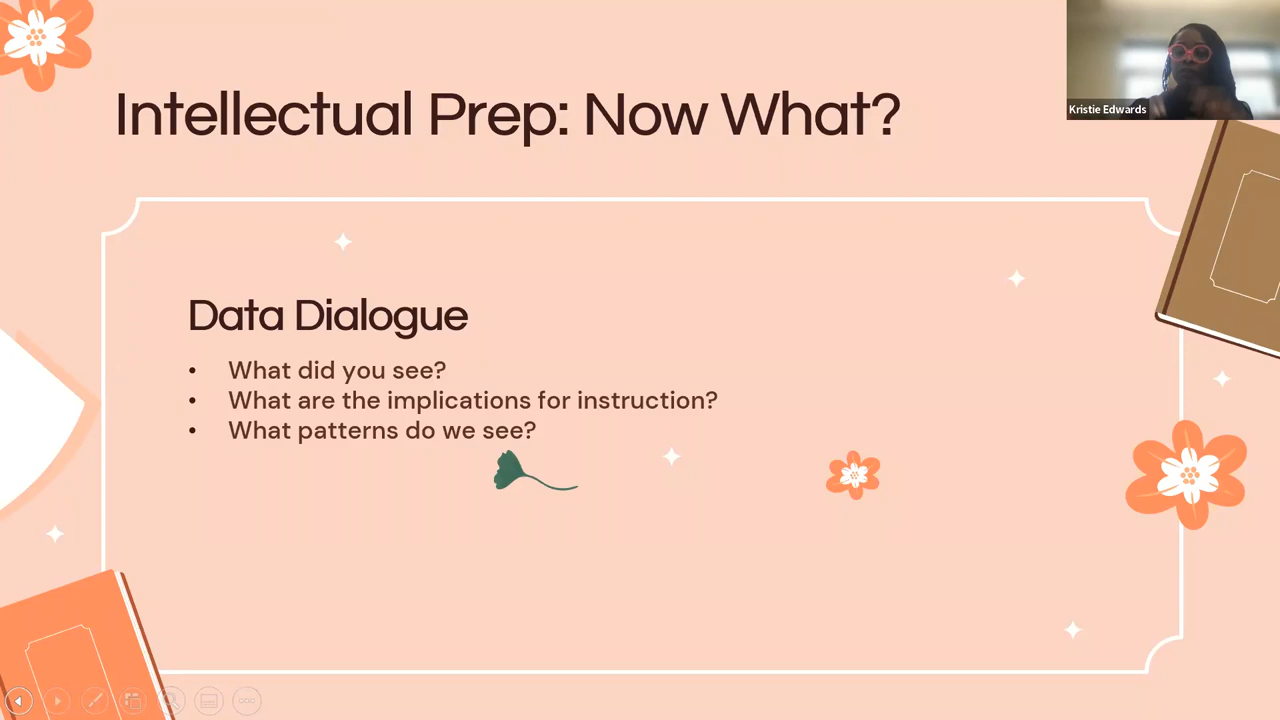 Intellectual Prep: Now What?
Kristie Edwards
Data Dialogue
• What did you see?
• What are the implications for instruction?
• What patterns do we see?